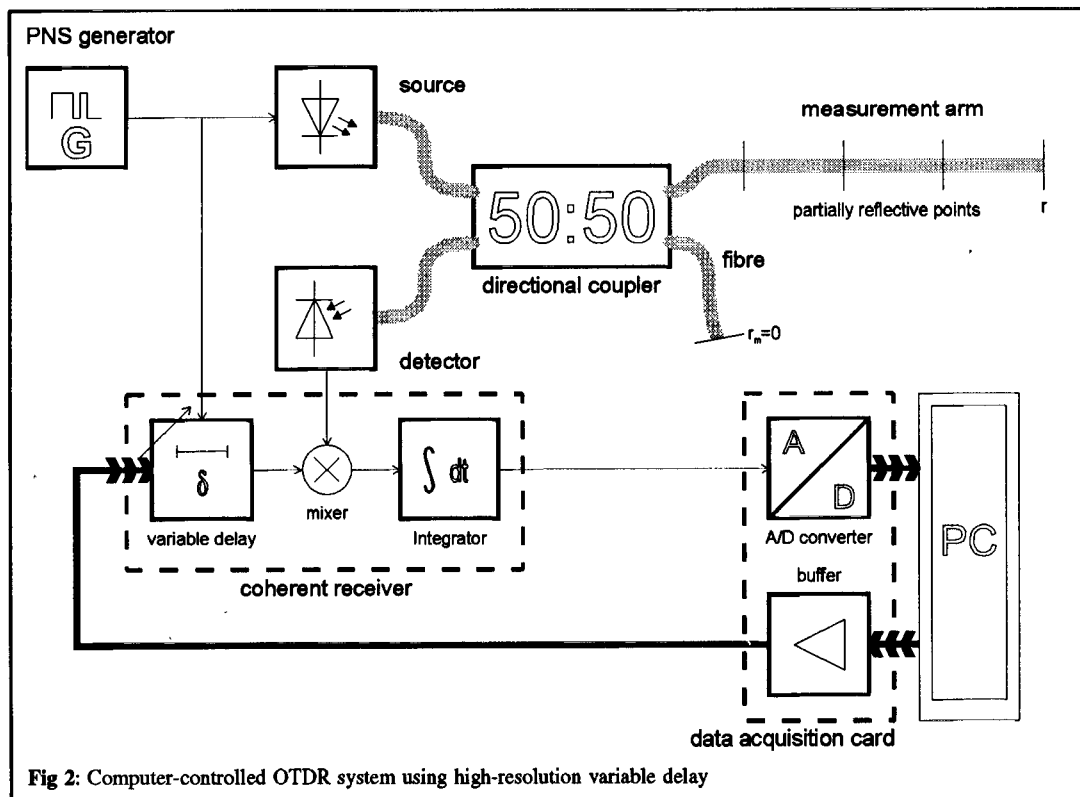 PNS generator
G
source
measurement arm
50:50
partially reflective points
r
directional coupler
fibre
rₘ=0
detector
δ
variable delay
mixer
∫ dt
Integrator
coherent receiver
A
D
A/D converter
buffer
PC
data acquisition card
Fig 2: Computer-controlled OTDR system using high-resolution variable delay